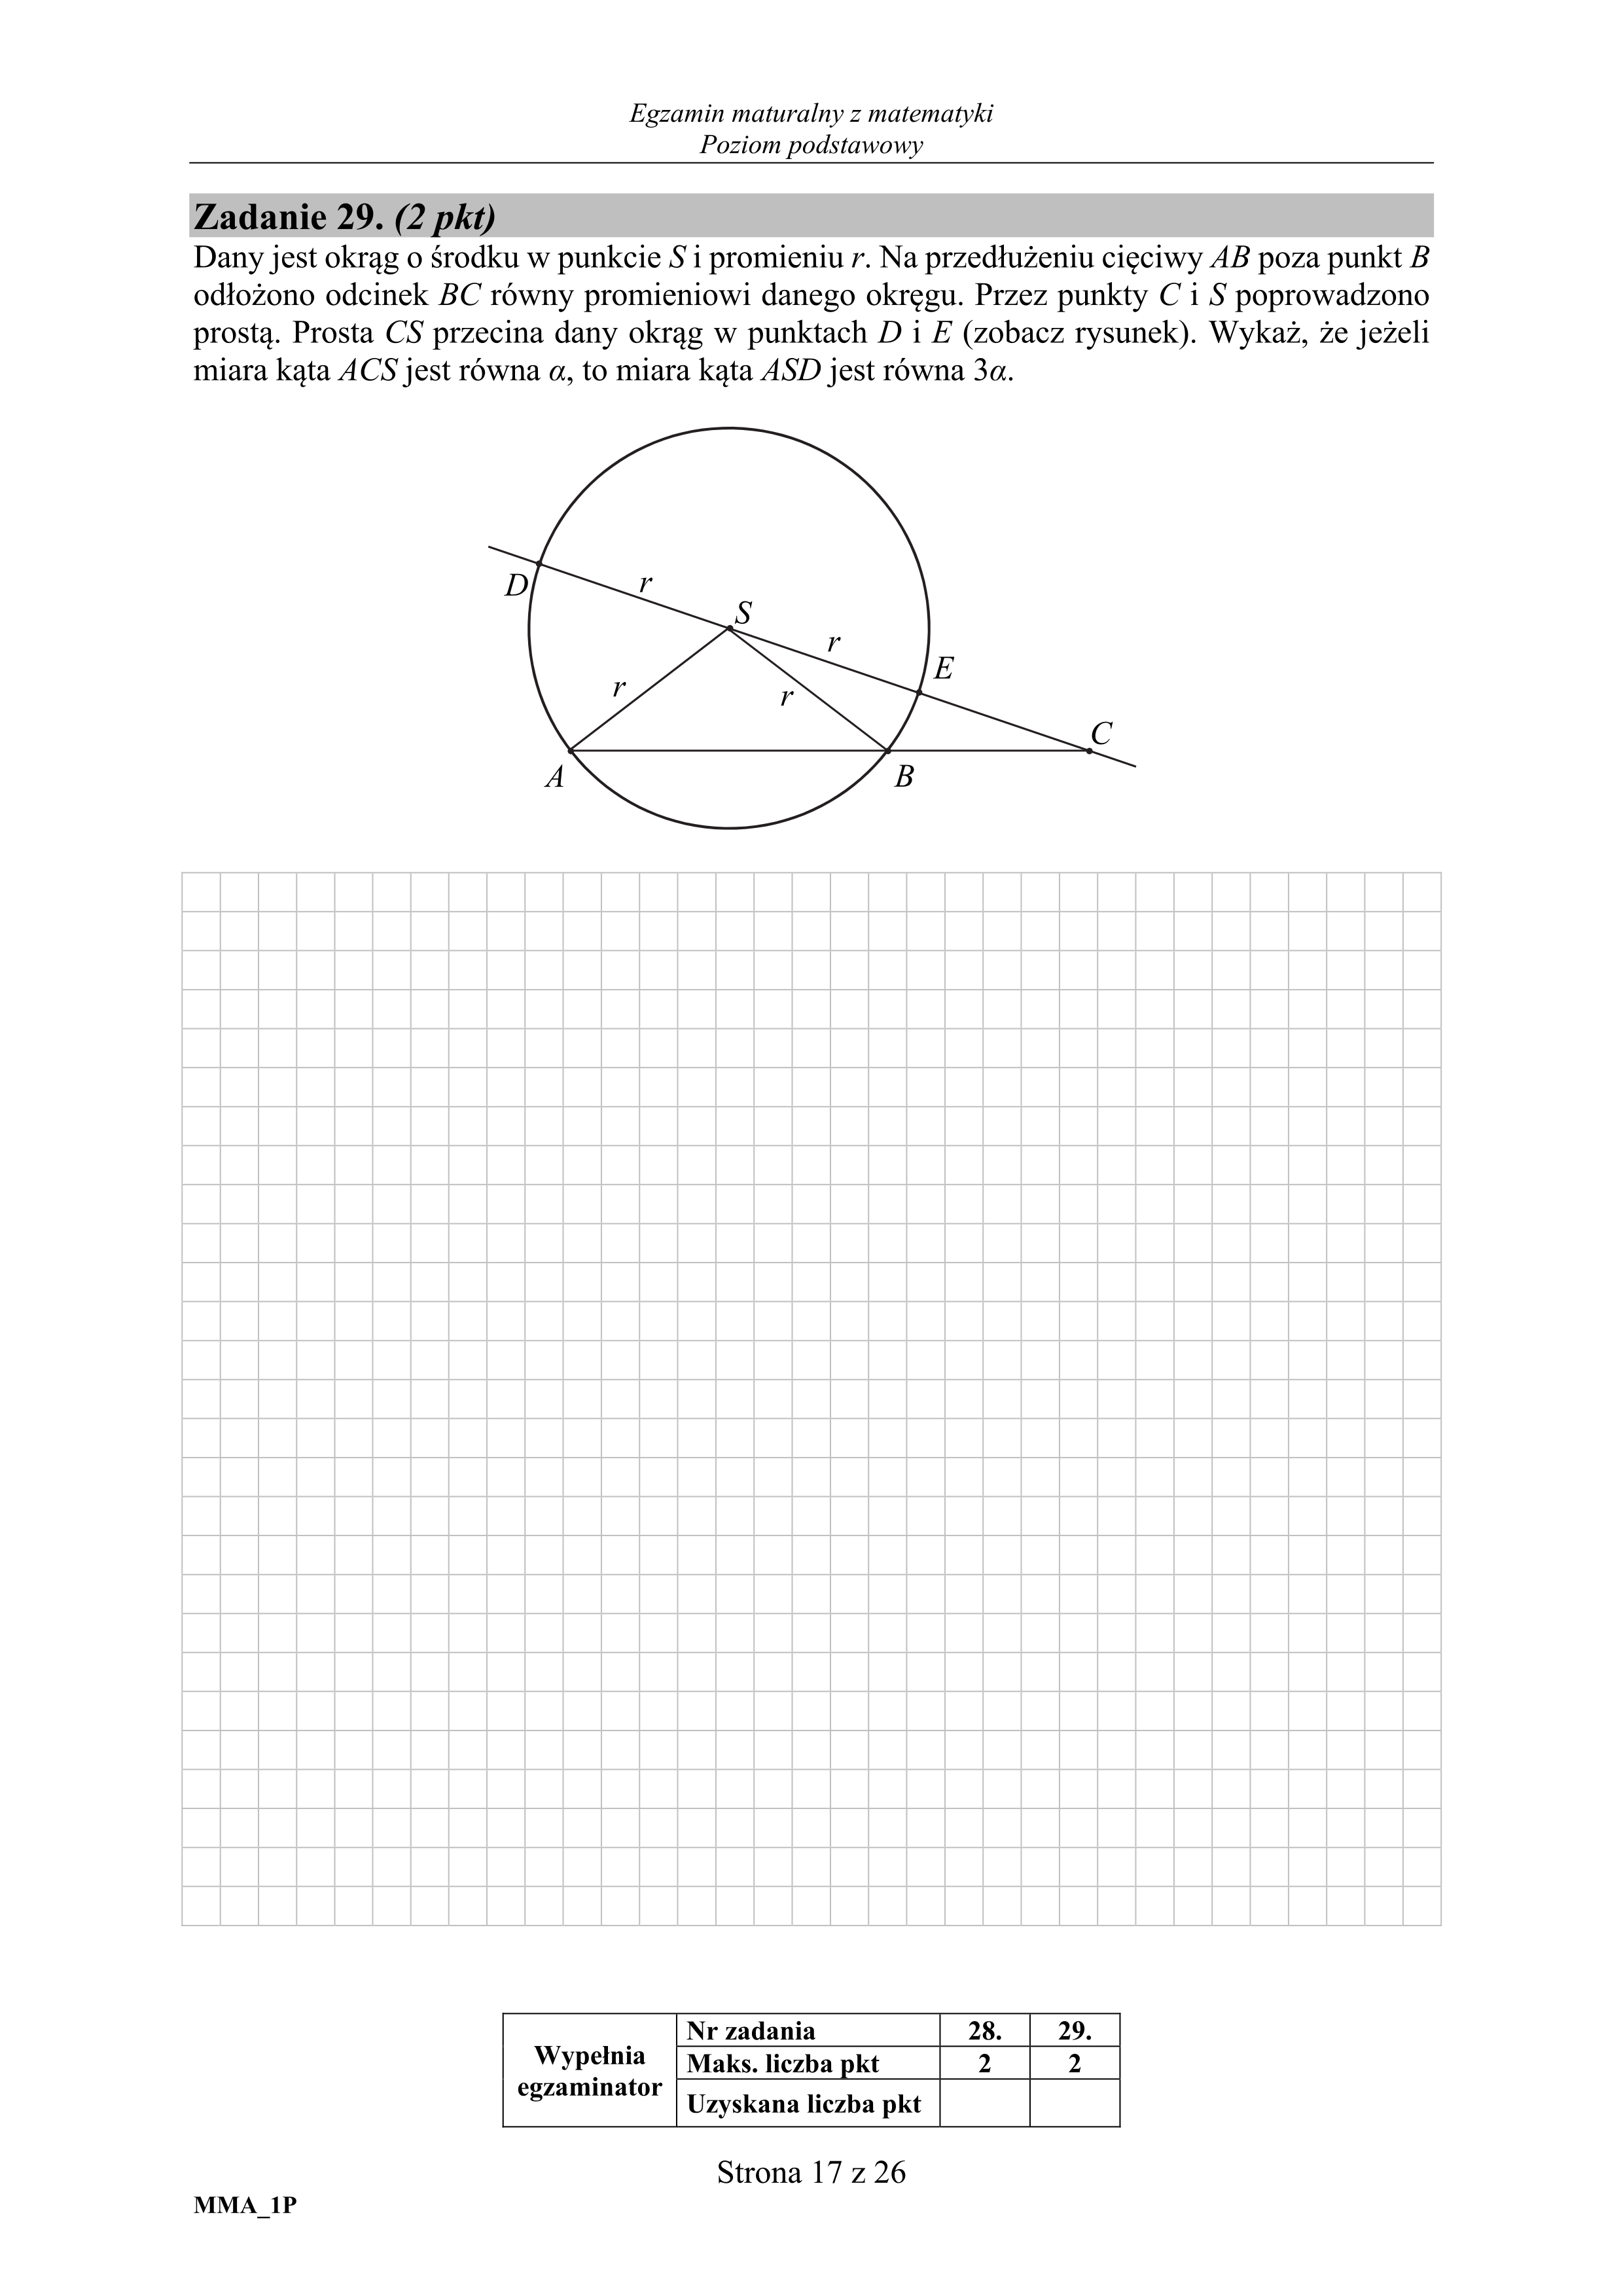 Egzamin maturalny z matematyki
Poziom podstawowy
Zadanie 29. (2 pkt)
Dany jest okrąg o środku w punkcie S i promieniu r. Na przedłużeniu cięciwy AB poza punkt B
odłożono odcinek BC równy promieniowi danego okręgu. Przez punkty C i S poprowadzono
prostą. Prosta CS przecina dany okrąg w punktach D i E (zobacz rysunek). Wykaż, że jeżeli
miara kąta ACS jest równa α, to miara kąta ASD jest równa 3α.
D
r
S
r
E
r
r
C
A
B
Wypełnia egzaminator
Nr zadania 28. 29.
Maks. liczba pkt 2 2
Uzyskana liczba pkt
Strona 17 z 26
MMA_1P